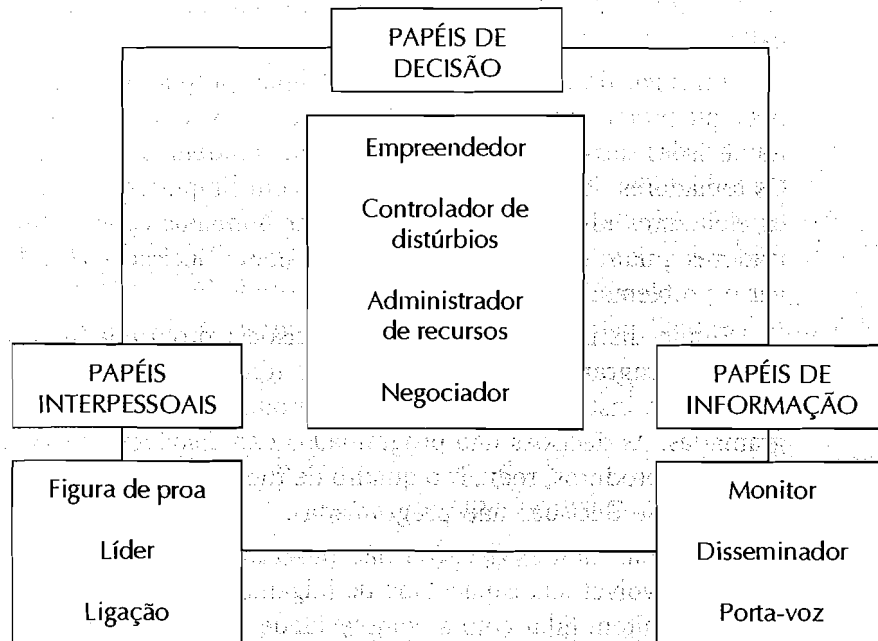 PAPÉIS DE
DECISÃO
Empreendedor
Controlador de
distúrbios
Administrador
de recursos
Negociador
PAPÉIS
INTERPESSOAIS
Figura de proa
Líder
Ligação
PAPÉIS DE
INFORMAÇÃO
Monitor
Disseminador
Porta-voz